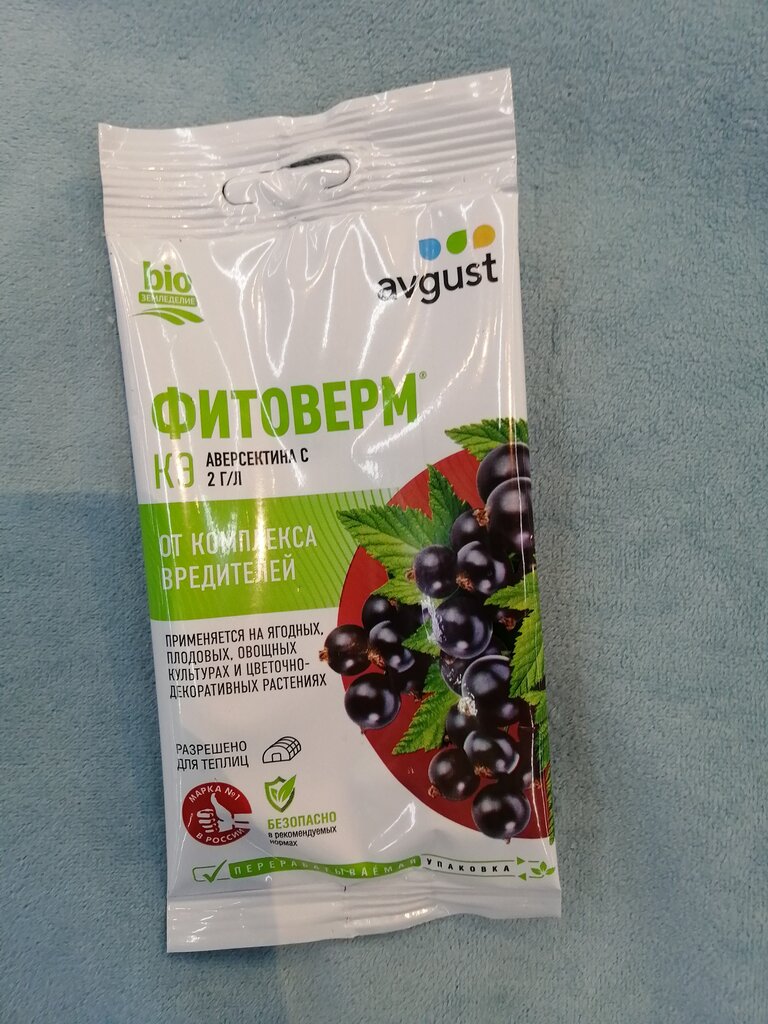 bio
ЗЕМЛЕДЕЛИЕ
avgust
ФИТОВЕРМ®
КЭ АВЕРСЕКТИНА С
2 Г/Л
ОТ КОМПЛЕКСА
ВРЕДИТЕЛЕЙ
ПРИМЕНЯЕТСЯ НА ЯГОДНЫХ,
ПЛОДОВЫХ, ОВОЩНЫХ
КУЛЬТУРАХ И ЦВЕТОЧНО-
ДЕКОРАТИВНЫХ РАСТЕНИЯХ
РАЗРЕШЕНО
ДЛЯ ТЕПЛИЦ
МАРКА №1
В РОССИИ
БЕЗОПАСНО
в рекомендуемых
нормах
ПЕРЕРАБАТЫВАЕМАЯ УПАКОВКА